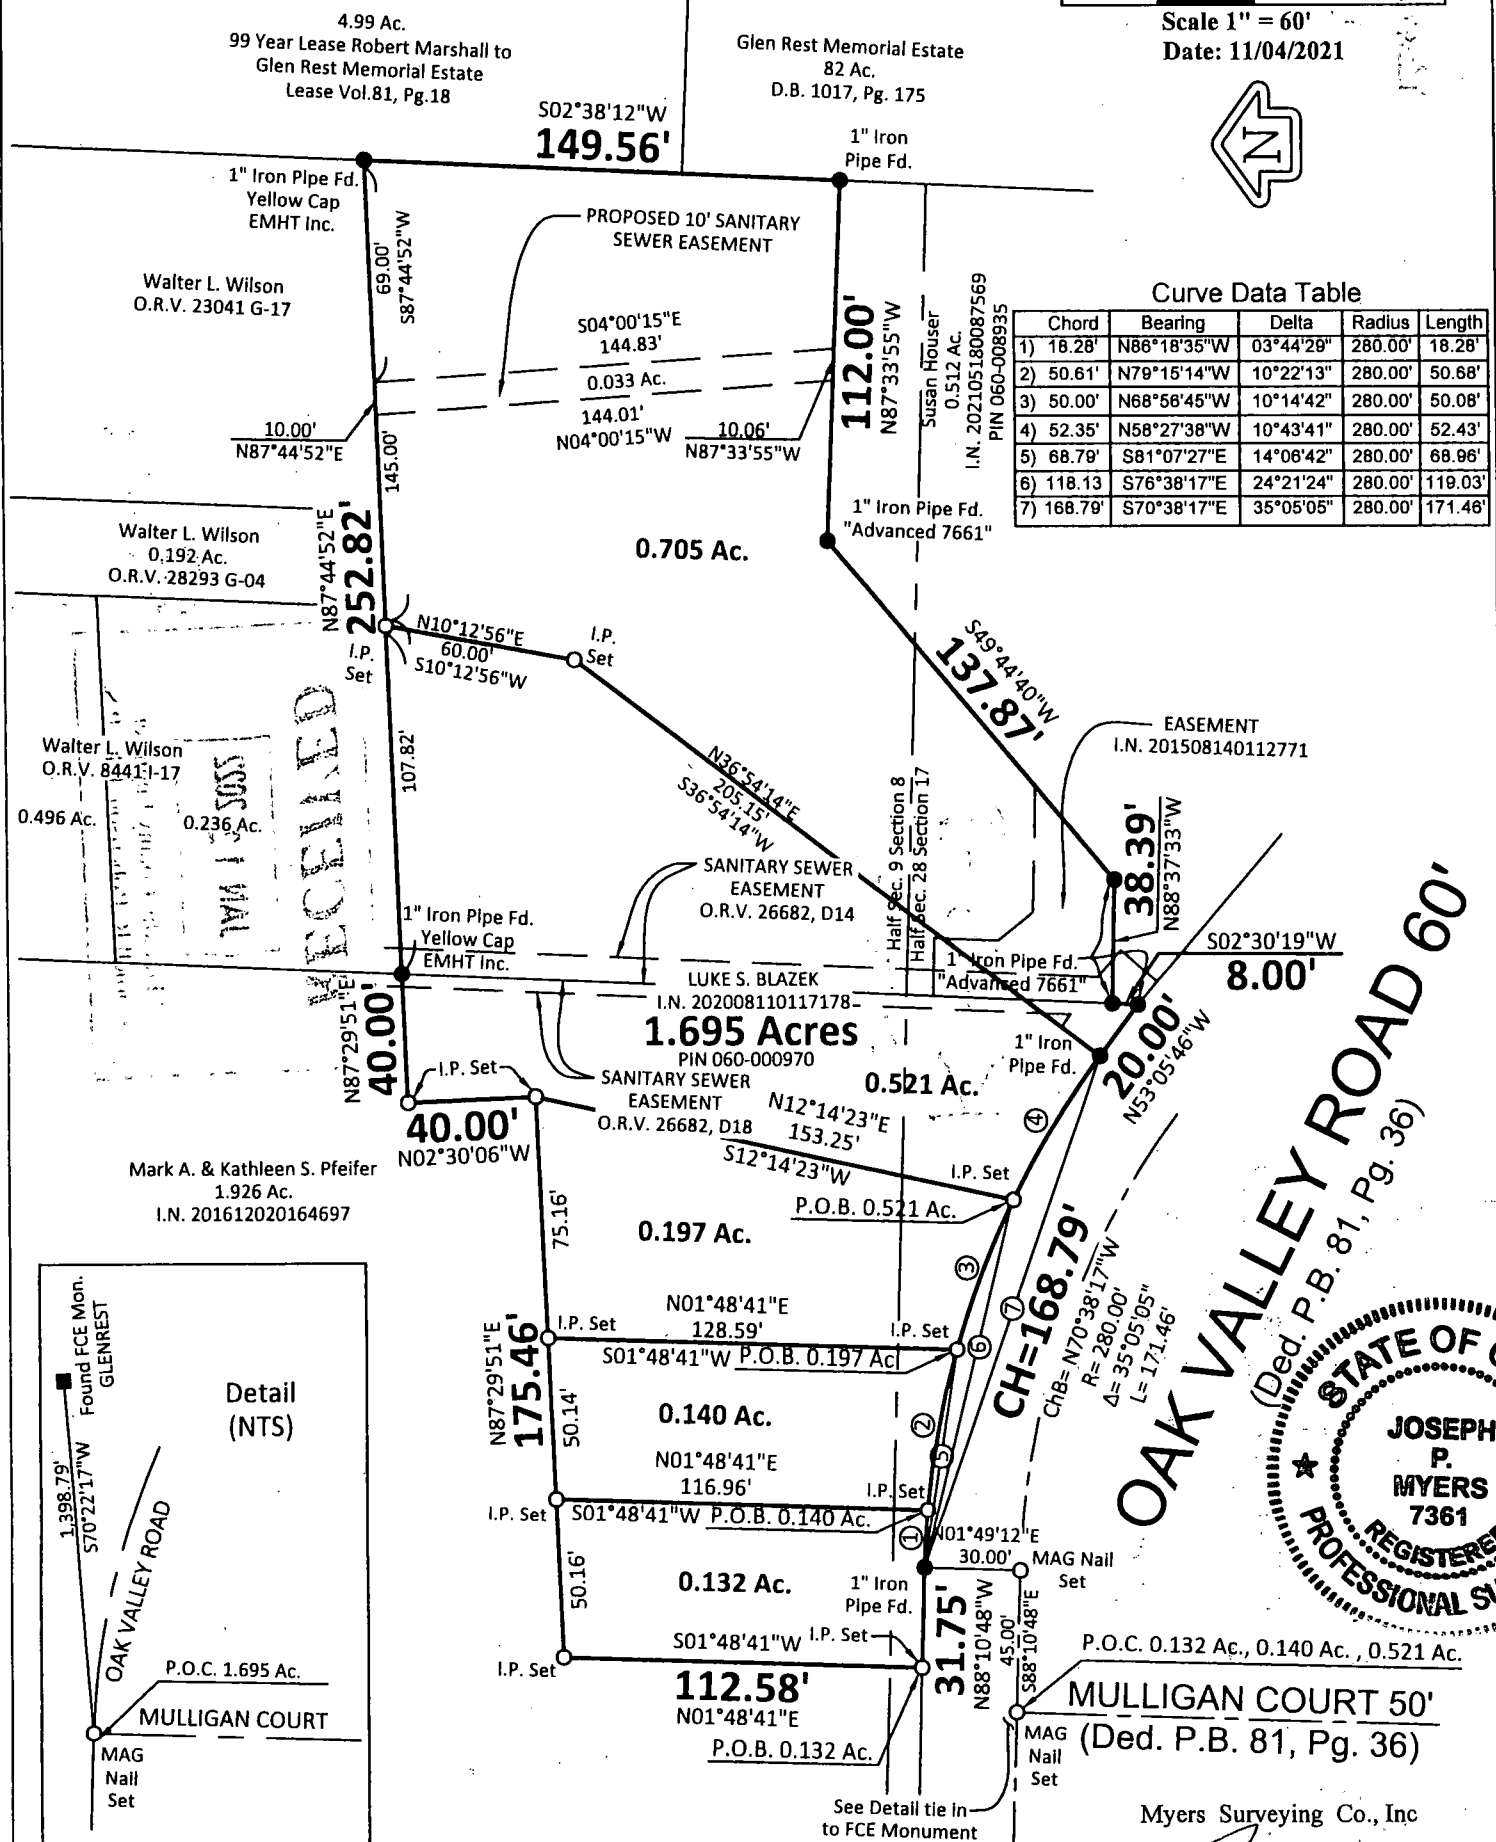 4.99 Ac.
99 Year Lease Robert Marshall to
Glen Rest Memorial Estate
Lease Vol.81, Pg.18
Glen Rest Memorial Estate
82 Ac.
D.B. 1017, Pg. 175
Scale 1" = 60'
Date: 11/04/2021
N
S02°38'12"W
149.56'
1" Iron
Pipe Fd.
1" Iron Pipe Fd.
Yellow Cap
EMHT Inc.
69.00'
S87°44'52"W
PROPOSED 10' SANITARY
SEWER EASEMENT
Walter L. Wilson
O.R.V. 23041 G-17
S04°00'15"E
144.83'
0.033 Ac.
144.01'
N04°00'15"W
10.00'
N87°44'52"E
10.06'
N87°33'55"W
145.00'
112.00'
N87°33'55"W
Susan Houser
0.512 Ac.
I.N. 202105180087569
PIN 060-008935
Curve Data Table
Chord Bearing Delta Radius Length
1) 18.28' N86°18'35"W 03°44'29" 280.00' 18.28'
2) 50.61' N79°15'14"W 10°22'13" 280.00' 50.68'
3) 50.00' N68°56'45"W 10°14'42" 280.00' 50.08'
4) 52.35' N58°27'38"W 10°43'41" 280.00' 52.43'
5) 68.79' S81°07'27"E 14°06'42" 280.00' 68.96'
6) 118.13 S76°38'17"E 24°21'24" 280.00' 119.03'
7) 168.79' S70°38'17"E 35°05'05" 280.00' 171.46'
1" Iron Pipe Fd.
"Advanced 7661"
Walter L. Wilson
0.192 Ac.
O.R.V. 28293 G-04
N87°44'52"E
252.82'
0.705 Ac.
I.P.
Set
N10°12'56"E
60.00'
S10°12'56"W
I.P.
Set
S49°44'40"W
137.87'
EASEMENT
I.N. 201508140112771
Walter L. Wilson
O.R.V. 8441 I-17
0.496 Ac.
0.236 Ac.
JAN 1 2022
RECEIVED
107.82'
N36°54'14"E
205.15'
S36°54'14"W
Half Sec. 9 Section 8
Half Sec. 28 Section 17
38.39'
N88°37'33"W
SANITARY SEWER
EASEMENT
O.R.V. 26682, D14
1" Iron Pipe Fd.
Yellow Cap
EMHT Inc.
1" Iron Pipe Fd.
"Advanced 7661"
S02°30'19"W
8.00'
LUKE S. BLAZEK
I.N. 202008110117178
1.695 Acres
PIN 060-000970
N87°29'51"E
40.00'
I.P. Set
40.00'
N02°30'06"W
SANITARY SEWER
EASEMENT
O.R.V. 26682, D18
0.521 Ac.
1" Iron
Pipe Fd.
20.00'
N53°05'46"W
N12°14'23"E
153.25'
S12°14'23"W
4
I.P. Set
P.O.B. 0.521 Ac.
Mark A. & Kathleen S. Pfeifer
1.926 Ac.
I.N. 201612020164697
75.16'
0.197 Ac.
3
7
6
CH=168.79'
ChB= N70°38'17"W
R= 280.00'
Δ= 35°05'05"
L= 171.46'
OAK VALLEY ROAD 60'
(Ded. P.B. 81, Pg. 36)
N01°48'41"E
128.59'
I.P. Set
I.P. Set
S01°48'41"W
P.O.B. 0.197 Ac
N87°29'51"E
175.46'
50.14'
0.140 Ac.
2
5
N01°48'41"E
116.96'
I.P. Set
I.P. Set
S01°48'41"W
P.O.B. 0.140 Ac.
1
N01°49'12"E
30.00'
MAG Nail
Set
50.16'
0.132 Ac.
1" Iron
Pipe Fd.
31.75'
N88°10'48"W
45.00'
S88°10'48"E
S01°48'41"W
I.P. Set
I.P. Set
112.58'
N01°48'41"E
P.O.B. 0.132 Ac.
P.O.C. 0.132 Ac., 0.140 Ac. , 0.521 Ac.
MULLIGAN COURT 50'
(Ded. P.B. 81, Pg. 36)
MAG
Nail
Set
See Detail tie in
to FCE Monument
STATE OF
JOSEPH
P.
MYERS
7361
PROFESSIONAL
Found FCE Mon.
GLENREST
Detail
(NTS)
1,398.79'
S70°22'17"W
OAK VALLEY ROAD
P.O.C. 1.695 Ac.
MULLIGAN COURT
MAG
Nail
Set
Myers Surveying Co., Inc